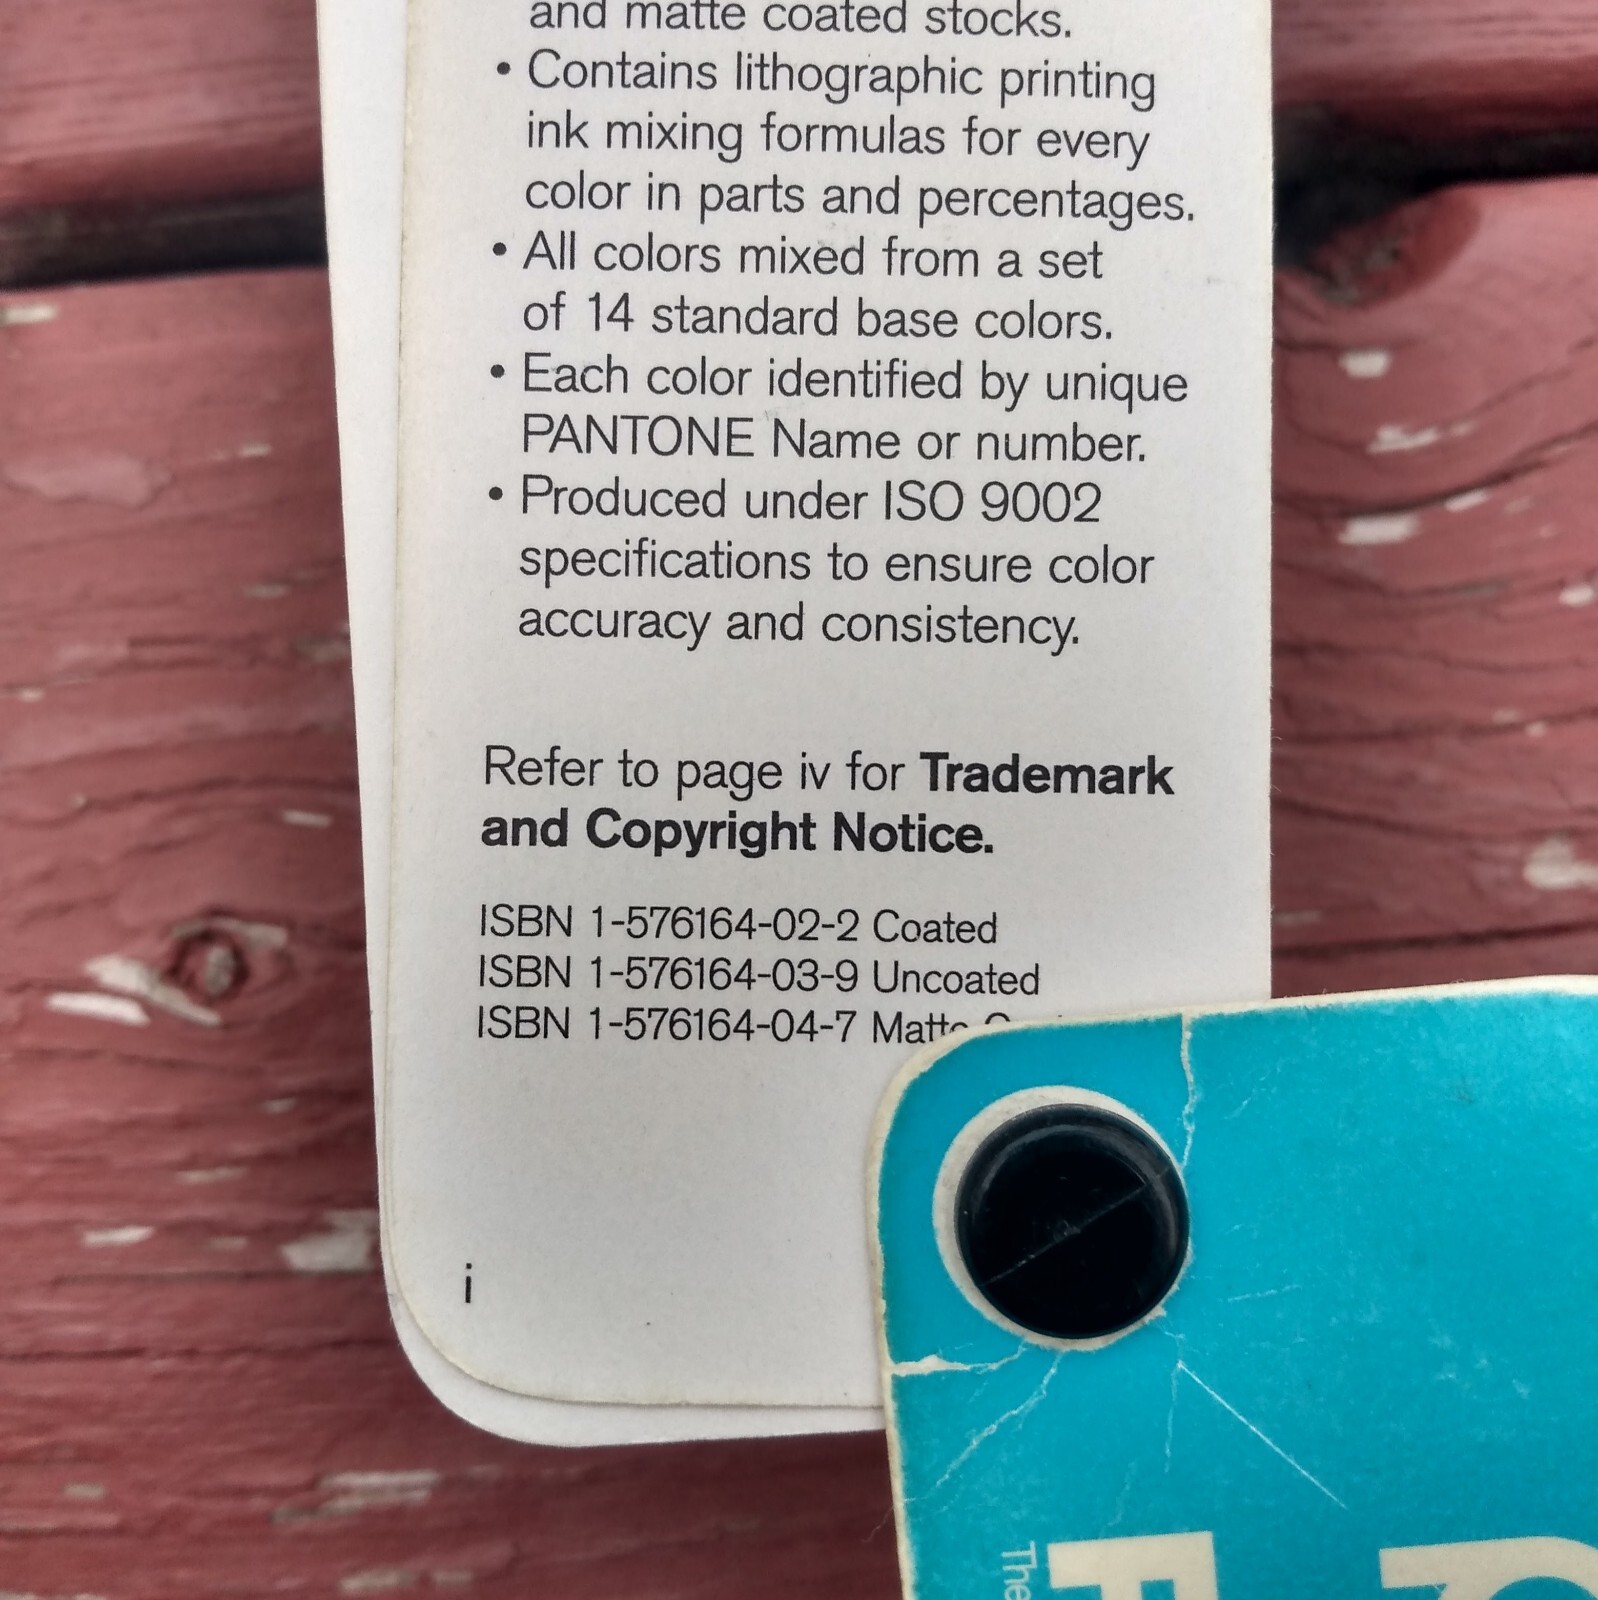 and matte coated stocks.
• Contains lithographic printing
ink mixing formulas for every
color in parts and percentages.
• All colors mixed from a set
of 14 standard base colors.
• Each color identified by unique
PANTONE Name or number.
• Produced under ISO 9002
specifications to ensure color
accuracy and consistency.
Refer to page iv for Trademark
and Copyright Notice.
ISBN 1-576164-02-2 Coated
ISBN 1-576164-03-9 Uncoated
ISBN 1-576164-04-7 Matte
i
The